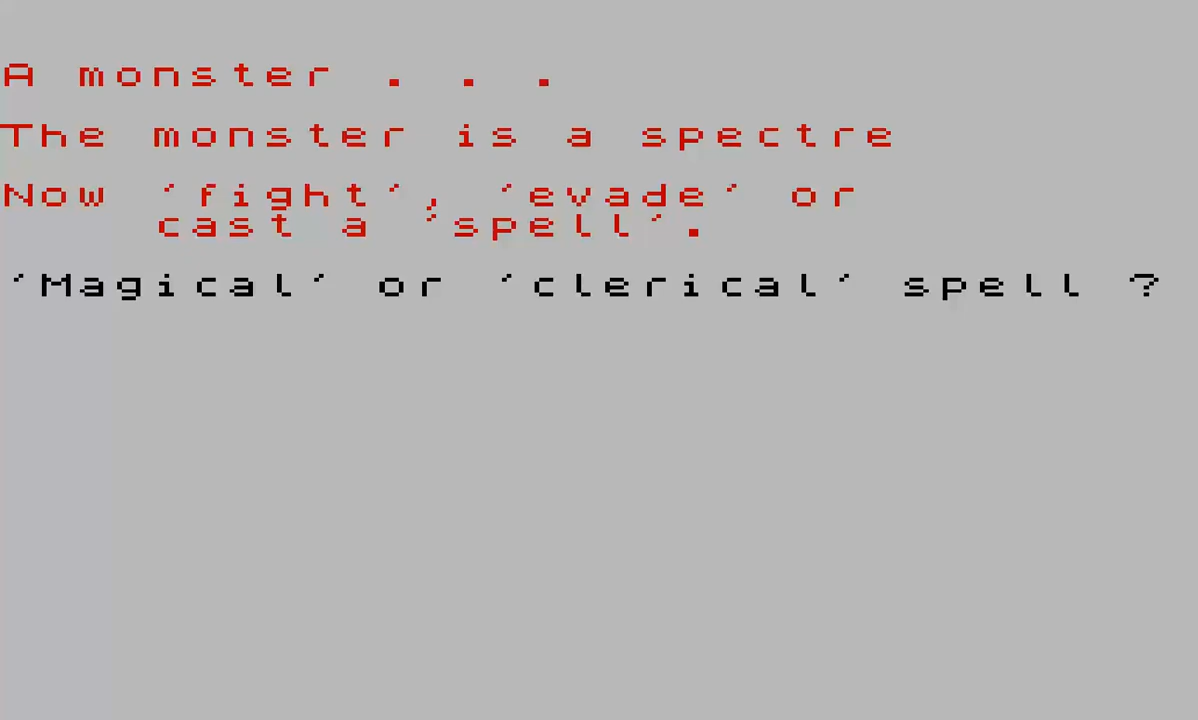 A monster . . .
The monster is a spectre
Now 'fight', 'evade' or
cast a 'spell'.
'Magical' or 'clerical' spell ?